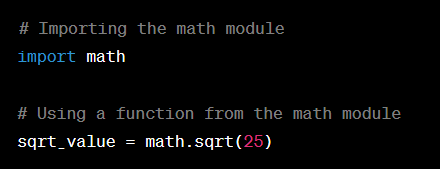 # Importing the math module
import math
# Using a function from the math module
sqrt_value = math.sqrt(25)